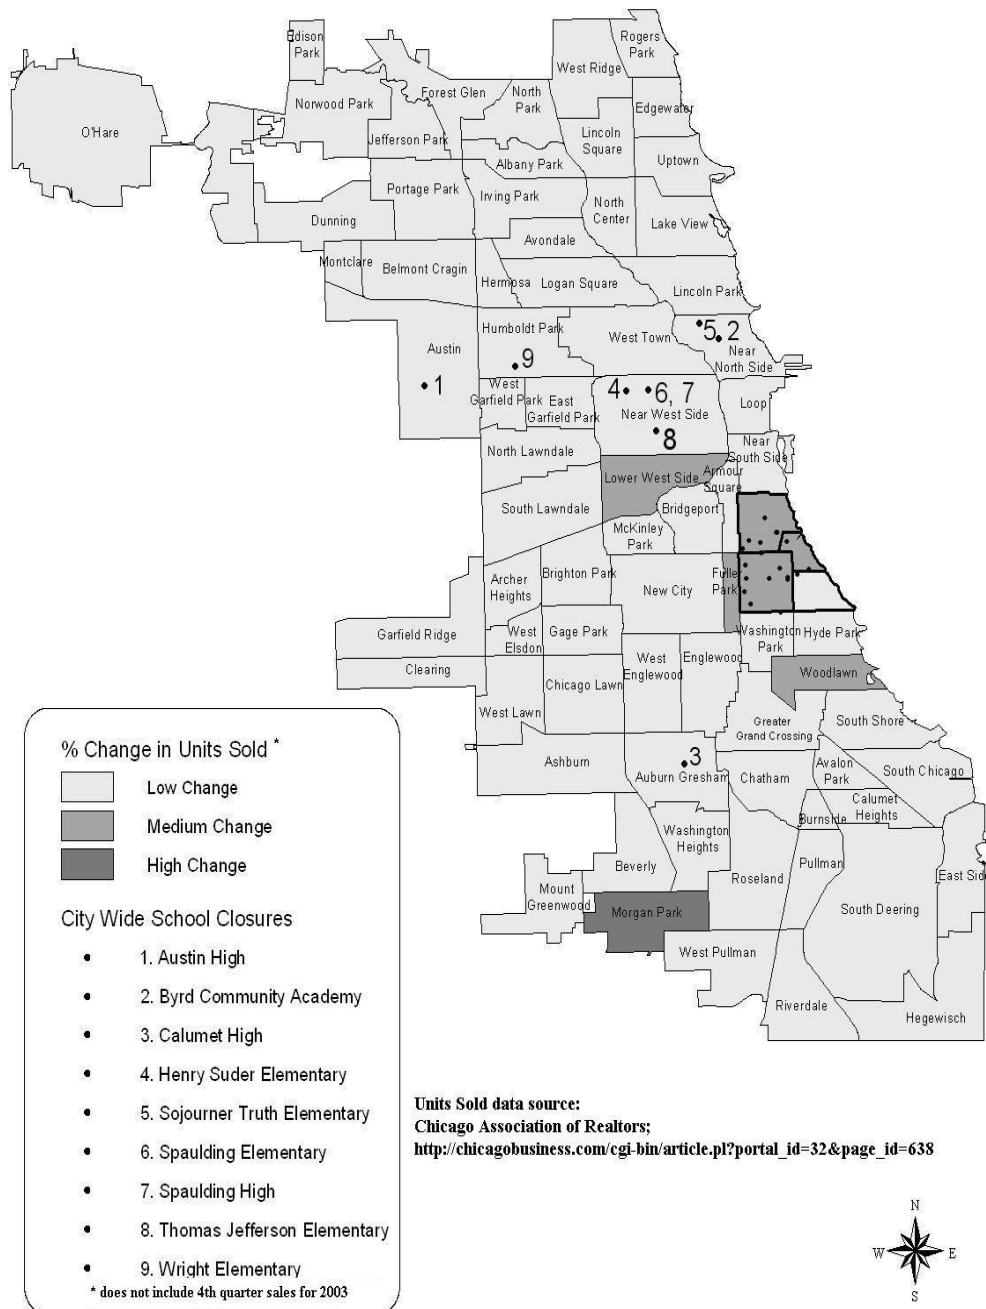 Edison
Park
Rogers
Park
West Ridge
Norwood Park
Forest Glen
North
Park
Edgewater
O'Hare
Jefferson Park
Lincoln
Square
Albany Park
Uptown
Portage Park
Irving Park
North
Center
Dunning
Lake View
Avondale
Montclare
Belmont Cragin
Hermosa
Logan Square
Lincoln Park
Humboldt Park
West Town
5 2
Near
North Side
Austin
9
1
West
Garfield Park
East
Garfield Park
4
6, 7
Near West Side
8
Loop
North Lawndale
Near
South Side
Lower West Side
Armour
Square
South Lawndale
Bridgeport
McKinley
Park
Archer
Heights
Brighton Park
New City
Fuller
Park
Garfield Ridge
West
Elsdon
Gage Park
Washington
Park
Hyde Park
Clearing
West
Englewood
Englewood
Woodlawn
Chicago Lawn
West Lawn
Greater
Grand Crossing
South Shore
Ashburn
3
Auburn Gresham
Chatham
Avalon
Park
South Chicago
Calumet
Heights
Burnside
Washington
Heights
Beverly
Pullman
Roseland
East Side
Mount
Greenwood
Morgan Park
South Deering
West Pullman
Riverdale
Hegewisch
% Change in Units Sold *
Low Change
Medium Change
High Change
City Wide School Closures
• 1. Austin High
• 2. Byrd Community Academy
• 3. Calumet High
• 4. Henry Suder Elementary
• 5. Sojourner Truth Elementary
• 6. Spaulding Elementary
• 7. Spaulding High
• 8. Thomas Jefferson Elementary
• 9. Wright Elementary
* does not include 4th quarter sales for 2003
Units Sold data source:
Chicago Association of Realtors;
http://chicagobusiness.com/cgi-bin/article.pl?portal_id=32&page_id=638
N
W E
S